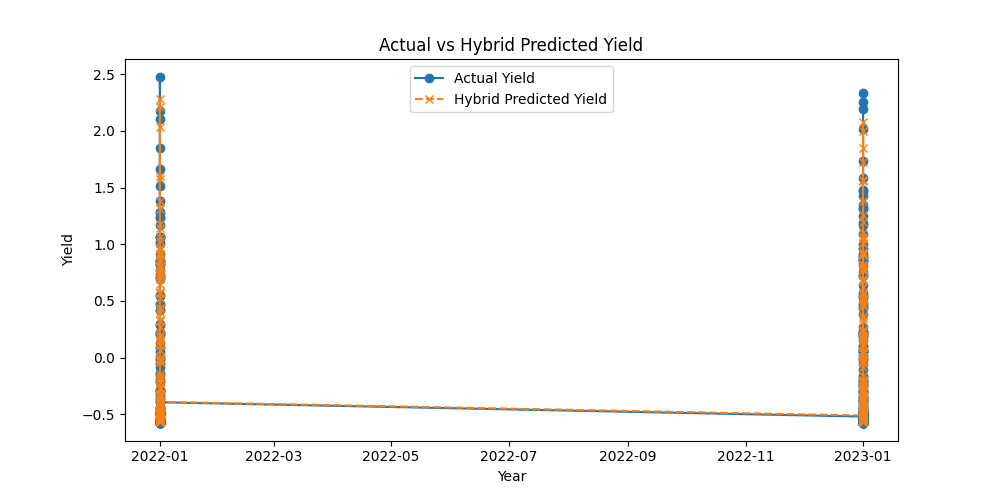 Actual vs Hybrid Predicted Yield
Actual Yield
Hybrid Predicted Yield
Yield
2.5
2.0
1.5
1.0
0.5
0.0
−0.5
2022-01
2022-03
2022-05
2022-07
2022-09
2022-11
2023-01
Year